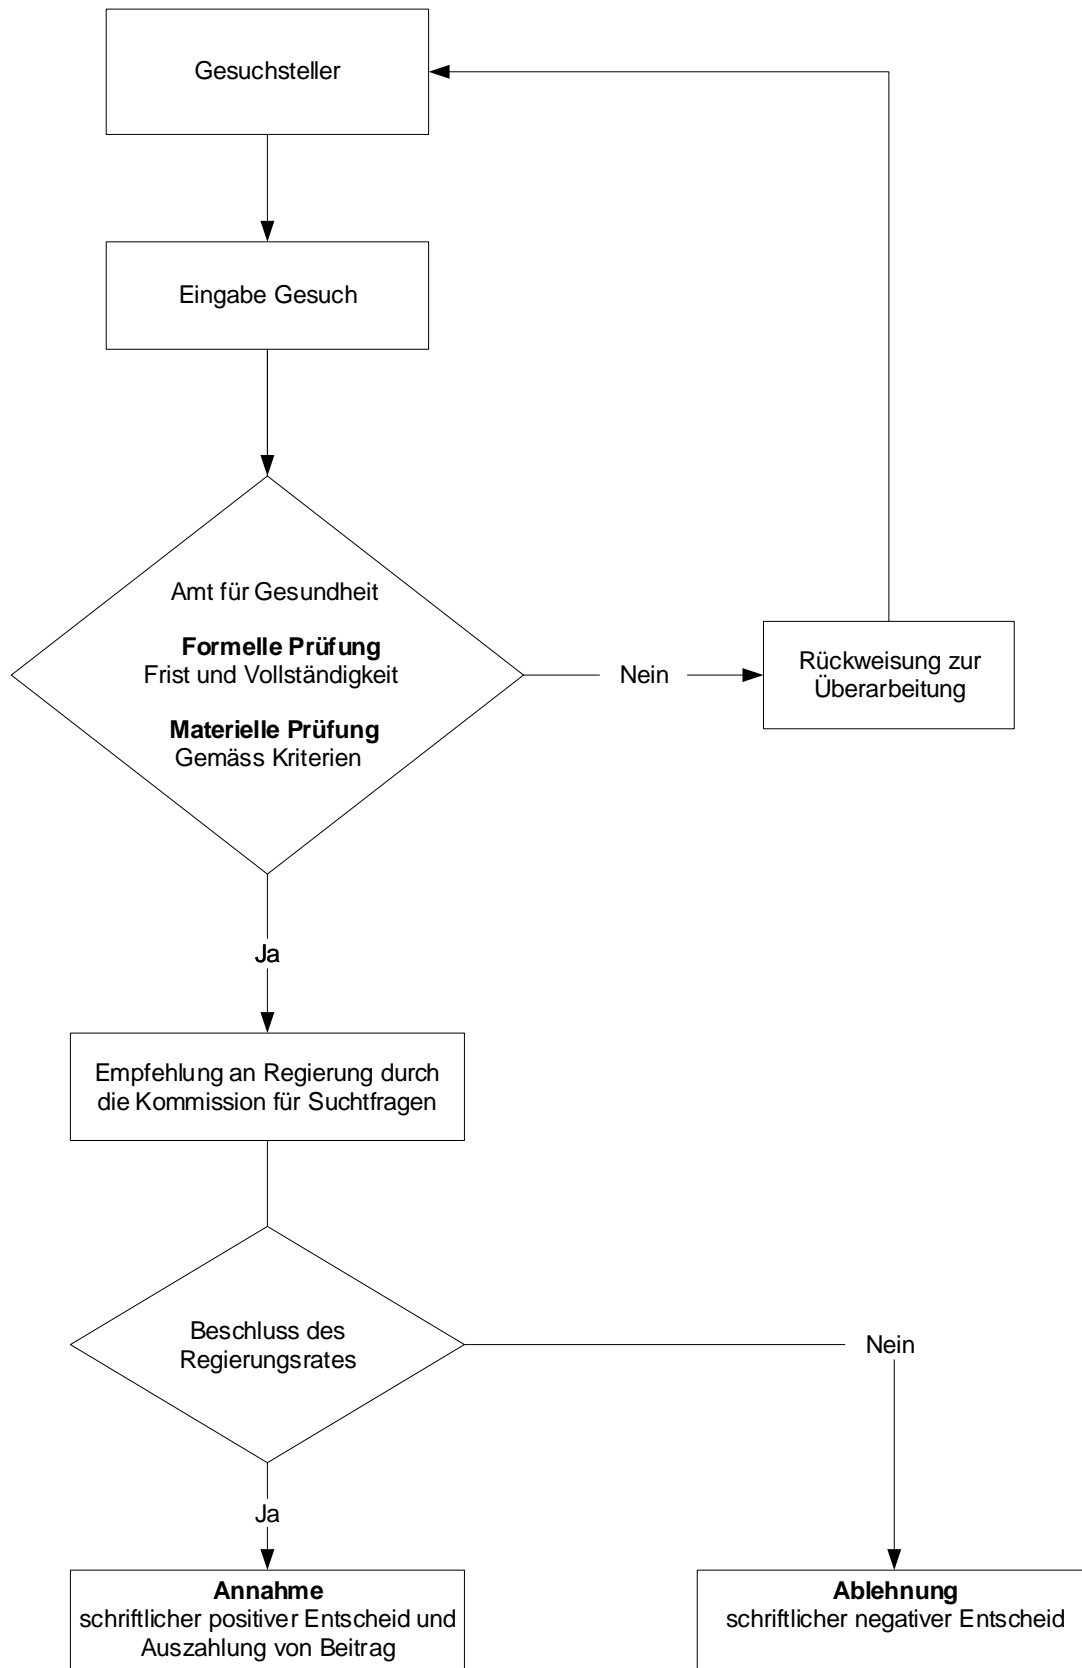 Gesuchsteller
Eingabe Gesuch
Amt für Gesundheit
Formelle Prüfung
Frist und Vollständigkeit
Materielle Prüfung
Gemäss Kriterien
Nein
Rückweisung zur
Überarbeitung
Ja
Empfehlung an Regierung durch
die Kommission für Suchtfragen
Beschluss des
Regierungsrates
Nein
Ja
Annahme
schriftlicher positiver Entscheid und
Auszahlung von Beitrag
Ablehnung
schriftlicher negativer Entscheid